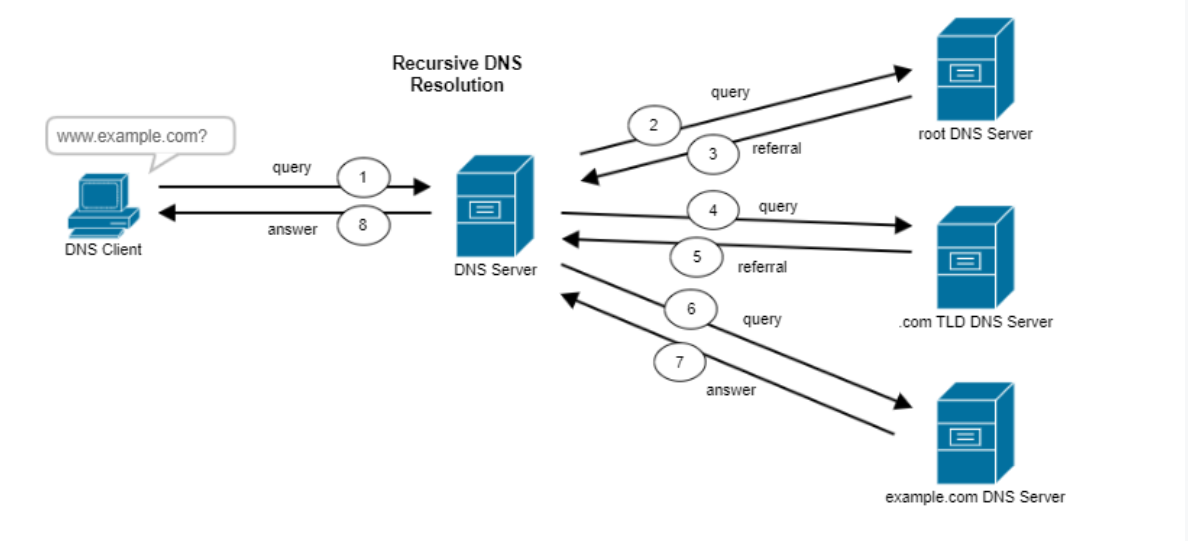 Recursive DNS
Resolution
www.example.com?
DNS Client
query
1
answer
8
DNS Server
query
2
3
referral
root DNS Server
4
query
5
referral
.com TLD DNS Server
6
query
7
answer
example.com DNS Server